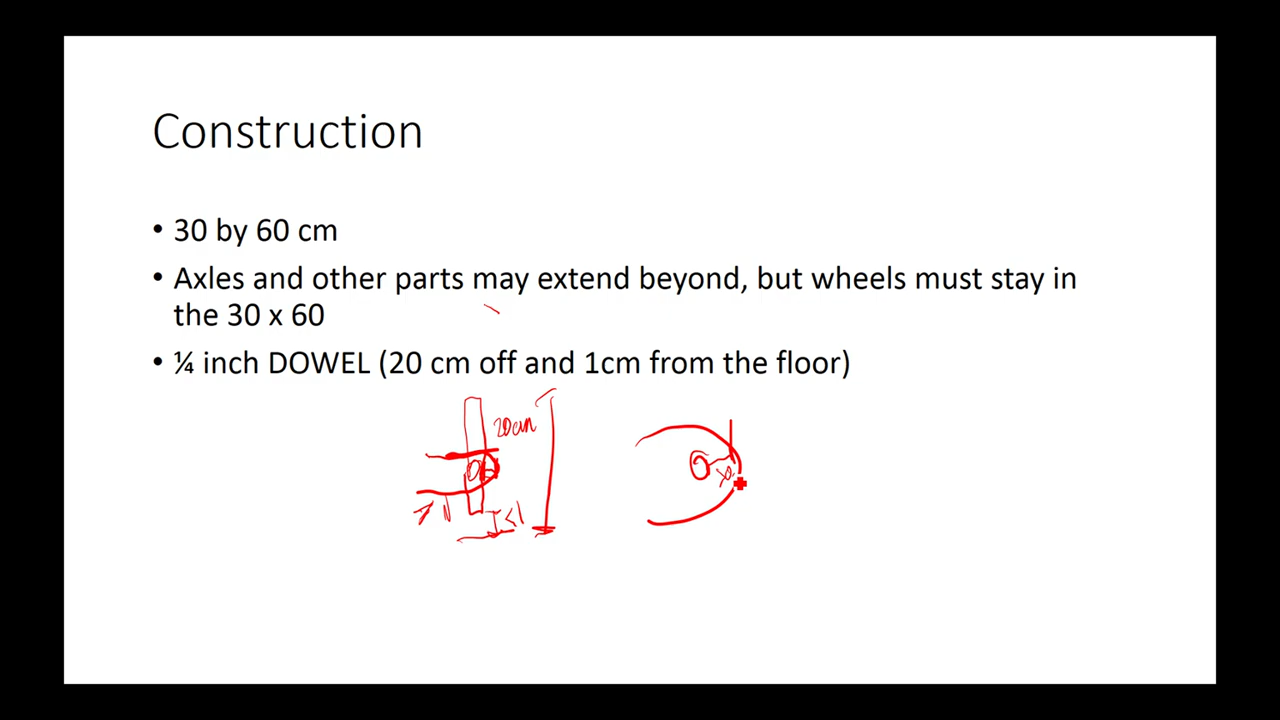 Construction
• 30 by 60 cm
• Axles and other parts may extend beyond, but wheels must stay in
the 30 x 60
• ¼ inch DOWEL (20 cm off and 1cm from the floor)
20cm
<1